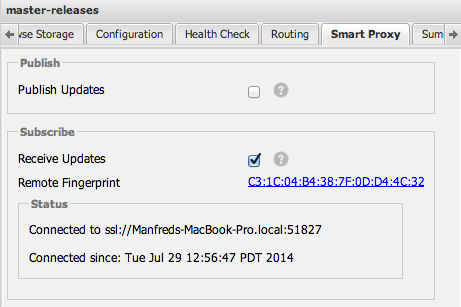 master-releases
wse Storage Configuration Health Check Routing Smart Proxy Sum
Publish
Publish Updates
Subscribe
Receive Updates
Remote Fingerprint C3:1C:04:B4:38:7F:0D:D4:4C:32
Status
Connected to ssl://Manfreds-MacBook-Pro.local:51827
Connected since: Tue Jul 29 12:56:47 PDT 2014